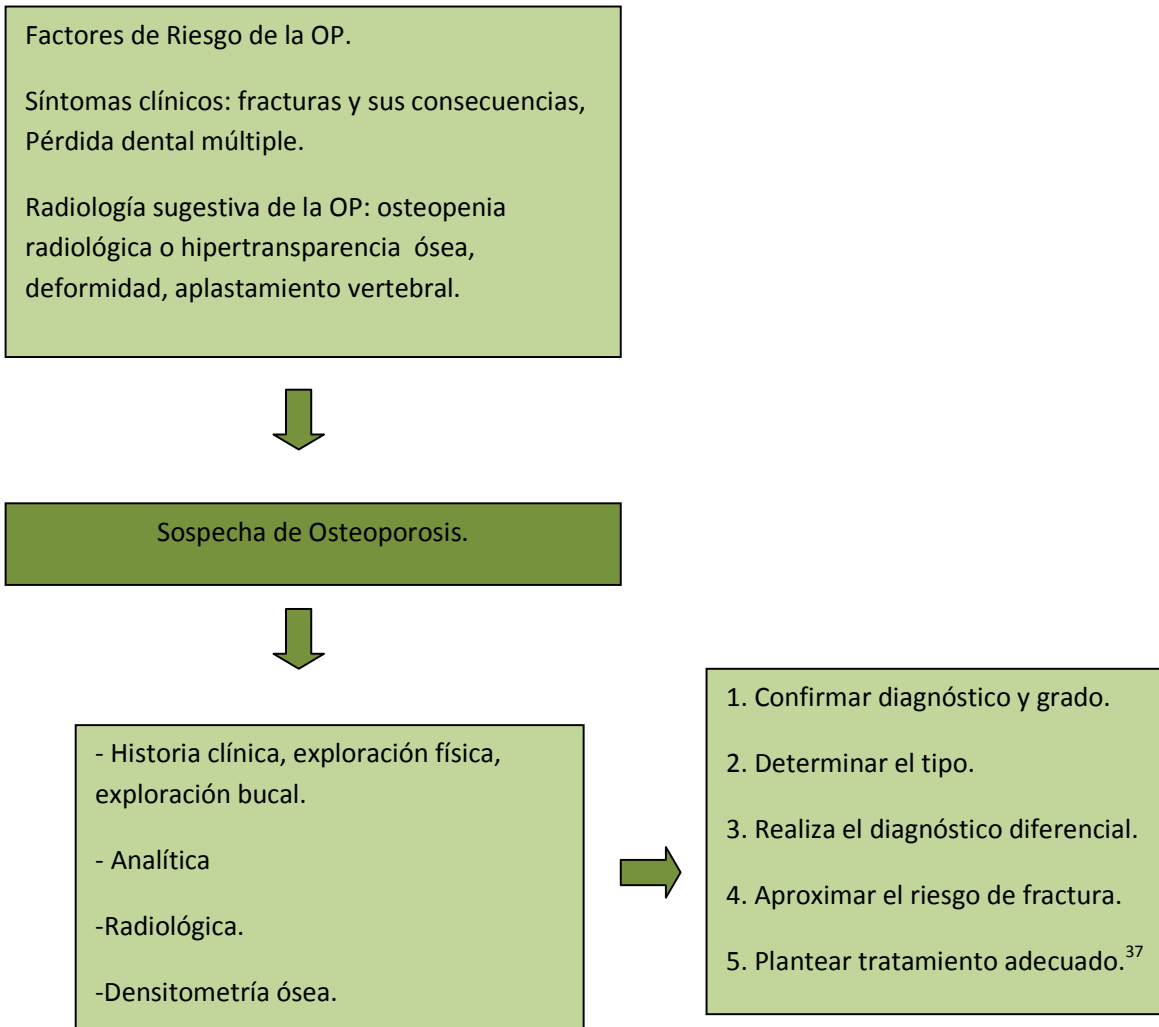 Factores de Riesgo de la OP.
Síntomas clínicos: fracturas y sus consecuencias,
Pérdida dental múltiple.
Radiología sugestiva de la OP: osteopenia
radiológica o hipertransparencia ósea,
deformidad, aplastamiento vertebral.
Sospecha de Osteoporosis.
- Historia clínica, exploración física,
exploración bucal.
- Analítica
-Radiológica.
-Densitometría ósea.
1. Confirmar diagnóstico y grado.
2. Determinar el tipo.
3. Realiza el diagnóstico diferencial.
4. Aproximar el riesgo de fractura.
5. Plantear tratamiento adecuado.37